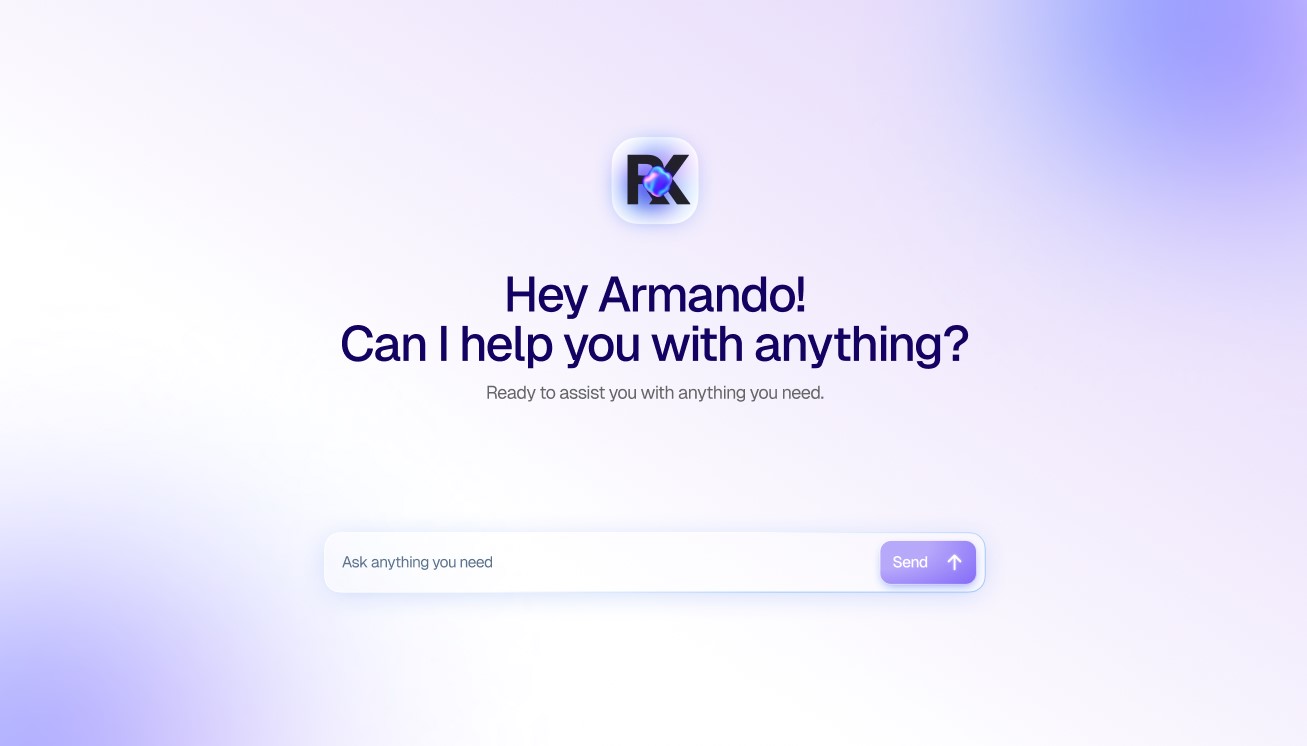 RX
Hey Armando!
Can I help you with anything?
Ready to assist you with anything you need.
Ask anything you need
Send